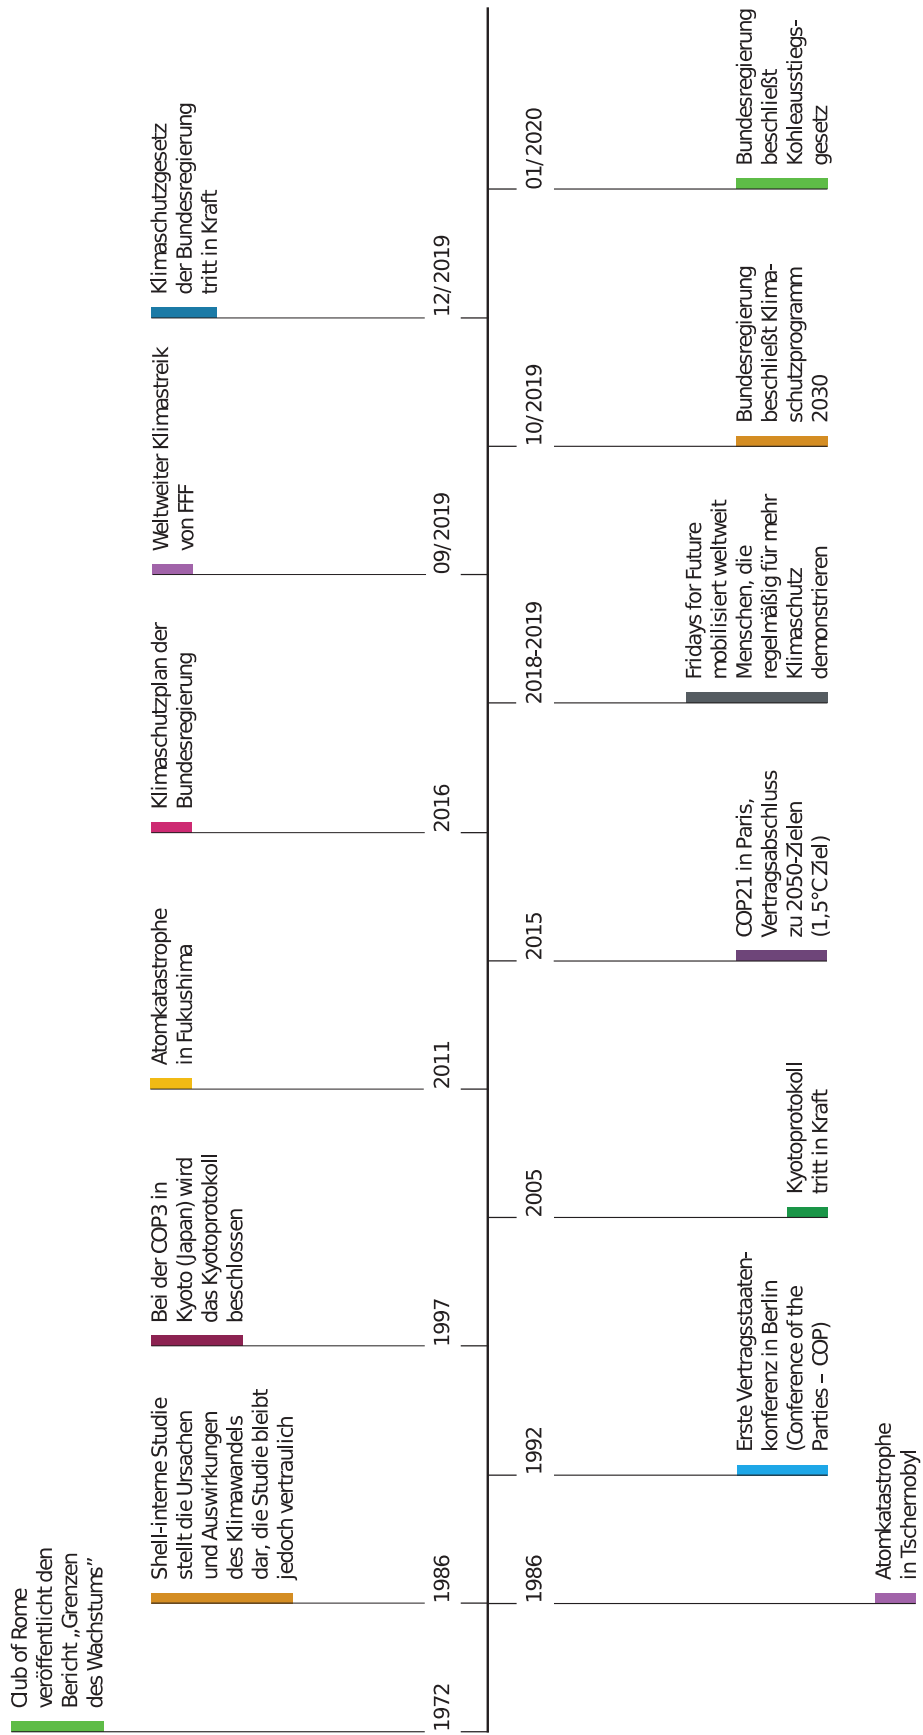 Club of Rome
veröffentlicht den
Bericht „Grenzen
des Wachstums”
1972
Shell-interne Studie
stellt die Ursachen
und Auswirkungen
des Klimawandels
dar, die Studie bleibt
jedoch vertraulich
1986
1986
Atomkatastrophe
in Tschernobyl
1992
Erste Vertragsstaaten-
konferenz in Berlin
(Conference of the
Parties – COP)
Bei der COP3 in
Kyoto (Japan) wird
das Kyotoprotokoll
beschlossen
1997
2005
Kyotoprotokoll
tritt in Kraft
Atomkatastrophe
in Fukushima
2011
2015
COP21 in Paris,
Vertragsabschluss
zu 2050-Zielen
(1,5°C Ziel)
Klimaschutzplan der
Bundesregierung
2016
2018-2019
Fridays for Future
mobilisiert weltweit
Menschen, die
regelmäßig für mehr
Klimaschutz
demonstrieren
Weltweiter Klimastreik
von FFF
09/2019
10/2019
Bundesregierung
beschließt Klima-
schutzprogramm
2030
Klimaschutzgesetz
der Bundesregierung
tritt in Kraft
12/2019
01/2020
Bundesregierung
beschließt
Kohleausstiegs-
gesetz